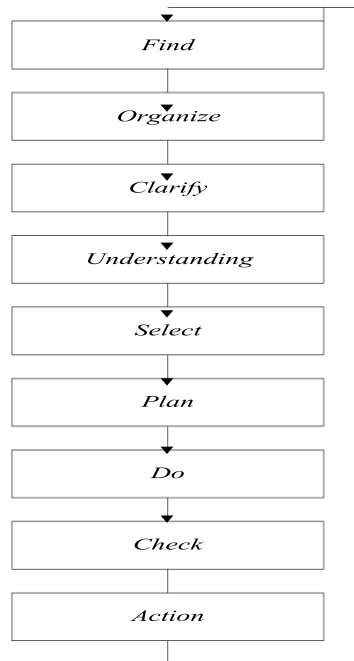 Find
Organize
Clarify
Understanding
Select
Plan
Do
Check
Action